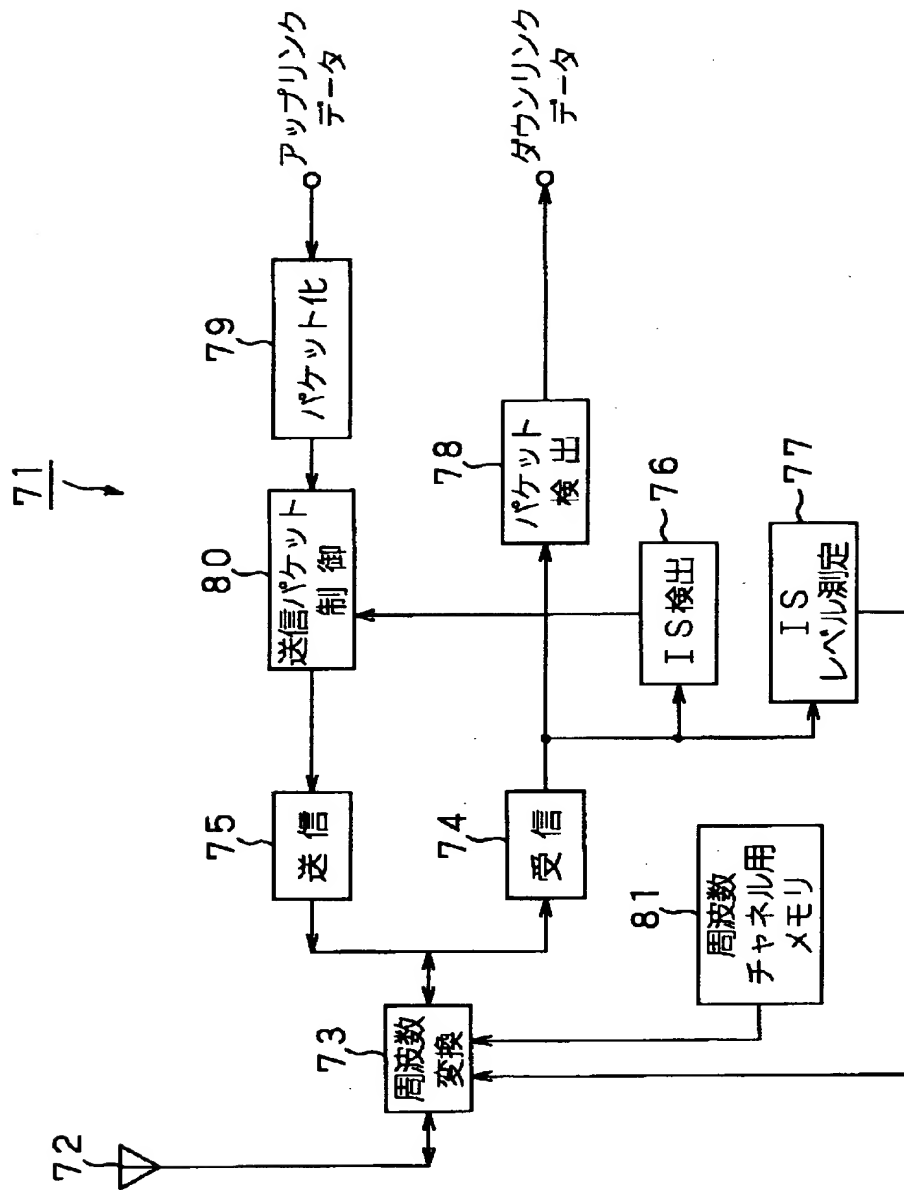 71
72
73
周波数
変換
75
送信
80
送信パケット
制御
79
パケット化
アップリンク
データ
74
受信
78
パケット
検出
ダウンリンク
データ
76
IS検出
77
IS
レベル測定
81
周波数
チャネル用
メモリ